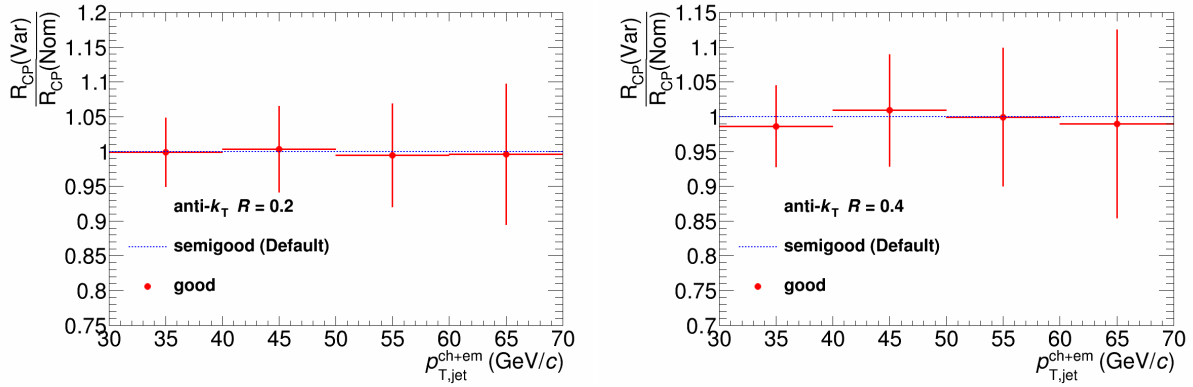 R_CP(Var)
R_CP(Nom)
1.2
1.15
1.1
1.05
1
0.95
0.9
0.85
0.8
0.75
anti-k_T R = 0.2
semigood (Default)
good
30 35 40 45 50 55 60 65 70
p_T,jet^ch+em (GeV/c)
R_CP(Var)
R_CP(Nom)
1.15
1.1
1.05
1
0.95
0.9
0.85
0.8
0.75
0.7
anti-k_T R = 0.4
semigood (Default)
good
30 35 40 45 50 55 60 65 70
p_T,jet^ch+em (GeV/c)